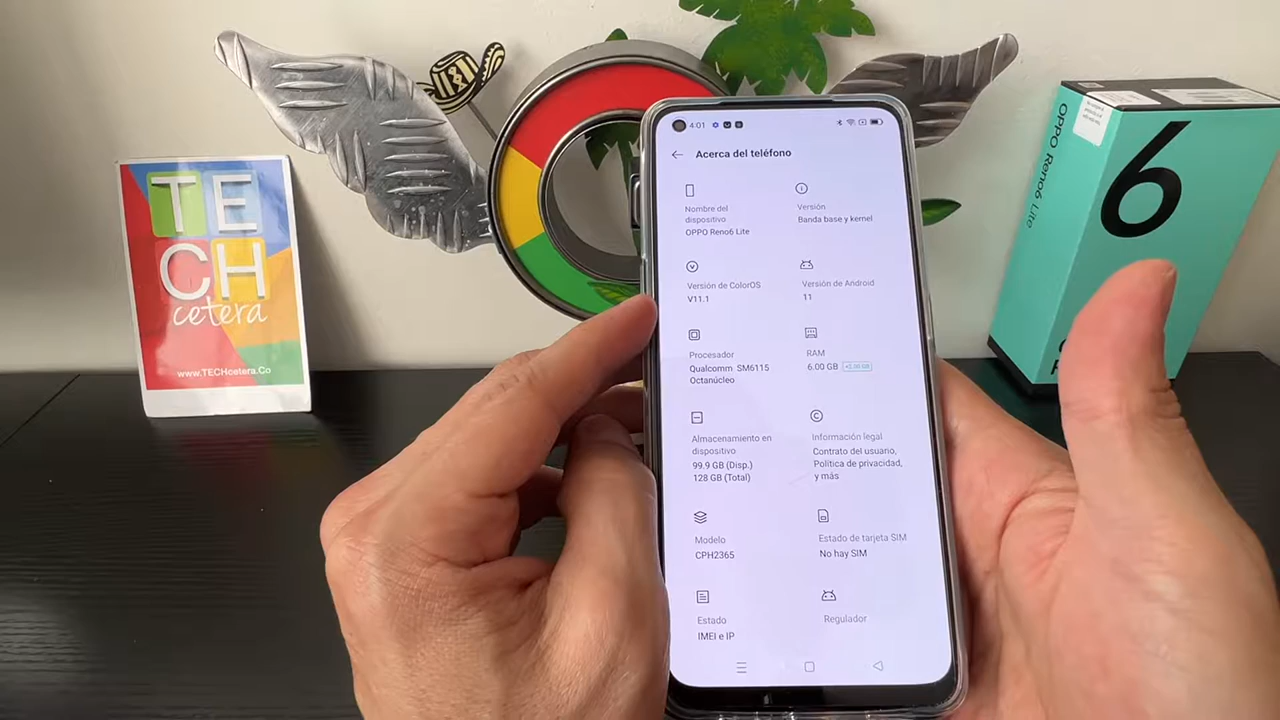 TE
CH
cetera
www.TECHcetera.Co
4:01
Acerca del teléfono
Nombre del
dispositivo
OPPO Reno6 Lite
Versión
Banda base y kernel
Versión de ColorOS
V11.1
Versión de Android
11
Procesador
Qualcomm SM6115
Octanúcleo
RAM
6.00 GB +2.00 GB
Almacenamiento en
dispositivo
99.9 GB (Disp.)
128 GB (Total)
Información legal
Contrato del usuario,
Política de privacidad,
y más
Modelo
CPH2365
Estado de tarjeta SIM
No hay SIM
Estado
IMEI e IP
Regulador
OPPO Reno6 Lite
6